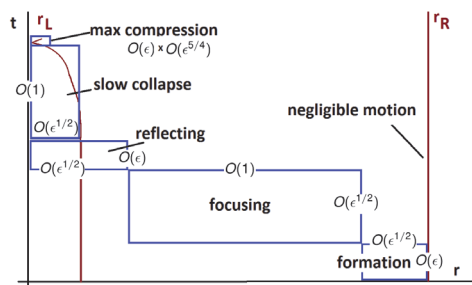 t r_L r_R
max compression
O(ϵ) x O(ϵ^{5/4})
slow collapse
O(1)
negligible motion
O(ϵ^{1/2})
reflecting
O(ϵ)
O(ϵ^{1/2}) O(1)
focusing O(ϵ^{1/2})
O(ϵ^{1/2})
formation O(ϵ) r